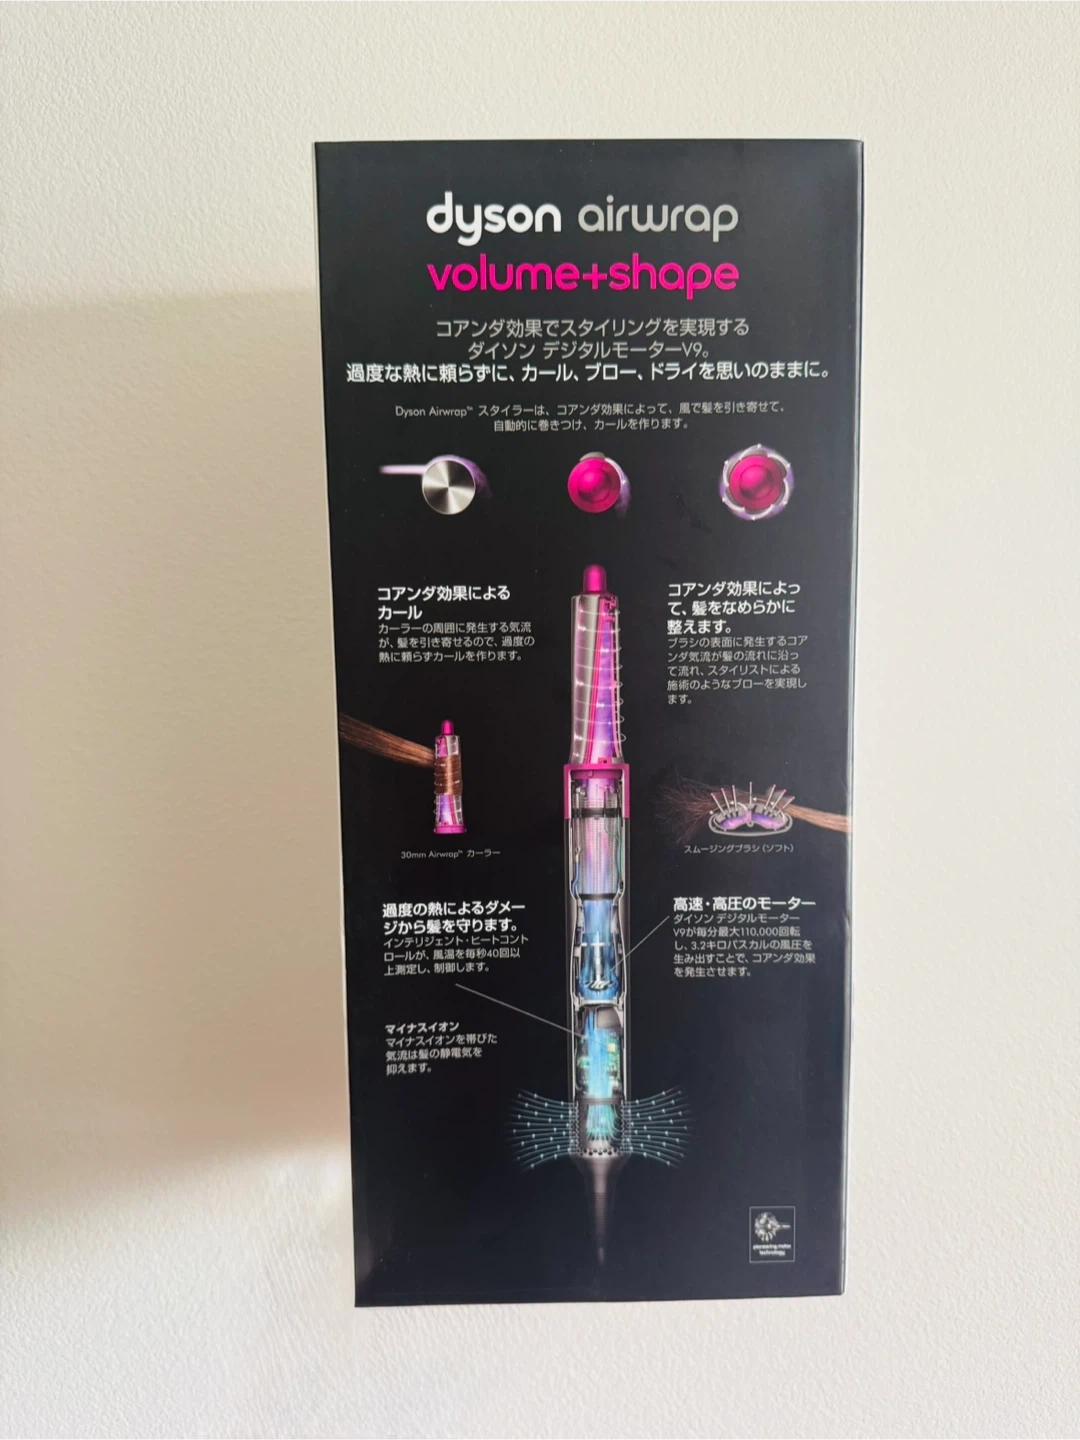 dyson airwrap
volume+shape
コアンダ効果でスタイリングを実現する
ダイソン デジタルモーターV9。
過度な熱に頼らずに、カール、ブロー、ドライを思いのままに。
Dyson Airwrap™ スタイラーは、コアンダ効果によって、風で髪を引き寄せて、
自動的に巻きつけ、カールを作ります。
コアンダ効果による
カール
カーラーの周囲に発生する気流
が、髪を引き寄せるので、過度の
熱に頼らずカールを作ります。
コアンダ効果によっ
て、髪をなめらかに
整えます。
ブラシの表面に発生するコア
ンダ気流が髪の流れに沿っ
て流れ、スタイリストによる
施術のようなブローを実現し
ます。
30mm Airwrap™ カーラー
スムージングブラシ（ソフト）
過度の熱によるダメー
ジから髪を守ります。
インテリジェント・ヒートコント
ロールが、風温を毎秒40回以
上測定し、制御します。
高速・高圧のモーター
ダイソン デジタルモーター
V9が毎分最大110,000回転
し、3.2キロパスカルの風圧を
生み出すことで、コアンダ効果
を発生させます。
マイナスイオン
マイナスイオンを帯びた
気流は髪の静電気を
抑えます。
pioneering motor
technology